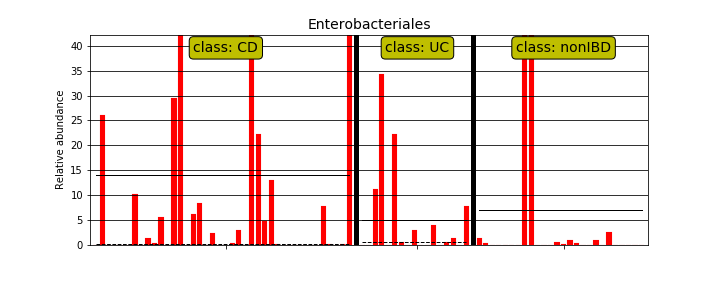 Enterobacteriales
class: CD
class: UC
class: nonIBD
Relative abundance
40
35
30
25
20
15
10
5
0